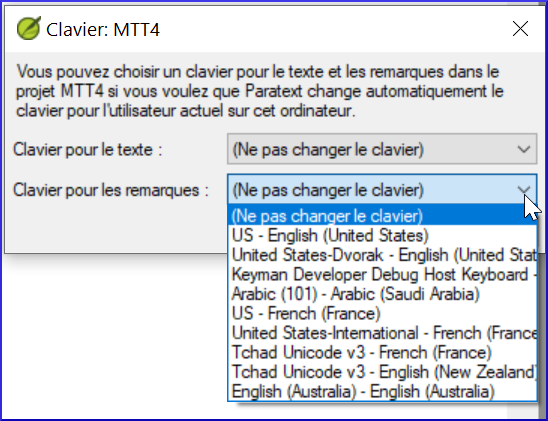 Clavier: MTT4
Vous pouvez choisir un clavier pour le texte et les remarques dans le
projet MTT4 si vous voulez que Paratext change automatiquement le
clavier pour l'utilisateur actuel sur cet ordinateur.
Clavier pour le texte :
(Ne pas changer le clavier)
Clavier pour les remarques :
(Ne pas changer le clavier)
(Ne pas changer le clavier)
US - English (United States)
United States-Dvorak - English (United Stat
Keyman Developer Debug Host Keyboard -
Arabic (101) - Arabic (Saudi Arabia)
US - French (France)
United States-International - French (France
Tchad Unicode v3 - French (France)
Tchad Unicode v3 - English (New Zealand)
English (Australia) - English (Australia)